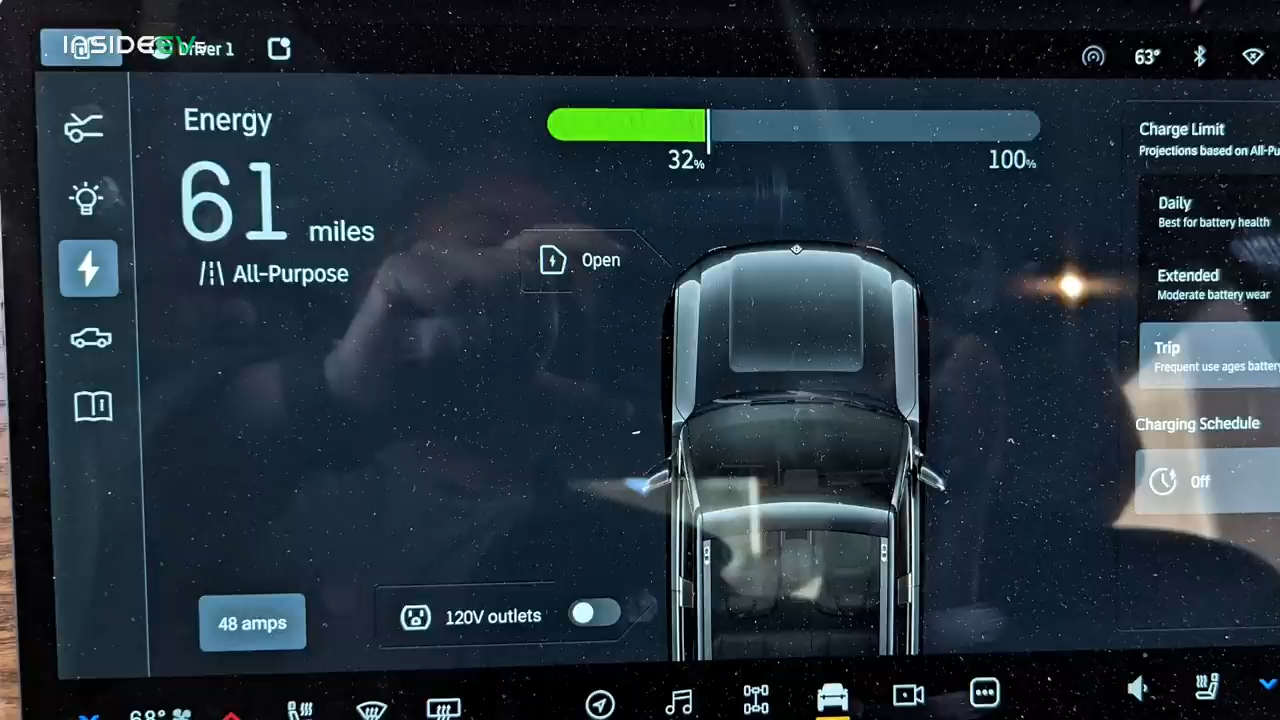 INSIDEEVs
Driver 1
63°
Energy
61 miles
All-Purpose
32%
100%
Open
Charge Limit
Projections based on All-Pu
Daily
Best for battery health
Extended
Moderate battery wear
Trip
Frequent use ages battery
Charging Schedule
Off
48 amps
120V outlets
68°